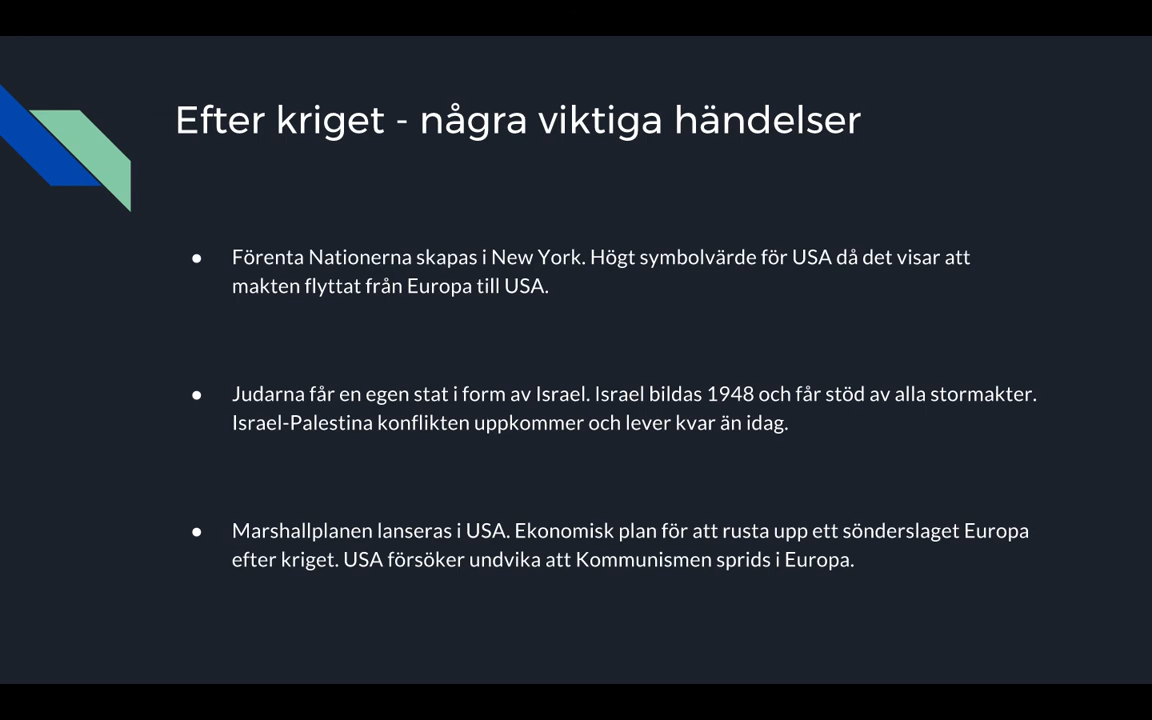 Efter kriget - några viktiga händelser
● Förenta Nationerna skapas i New York. Högt symbolvärde för USA då det visar att
makten flyttat från Europa till USA.
● Judarna får en egen stat i form av Israel. Israel bildas 1948 och får stöd av alla stormakter.
Israel-Palestina konflikten uppkommer och lever kvar än idag.
● Marshallplanen lanseras i USA. Ekonomisk plan för att rusta upp ett sönderslaget Europa
efter kriget. USA försöker undvika att Kommunismen sprids i Europa.